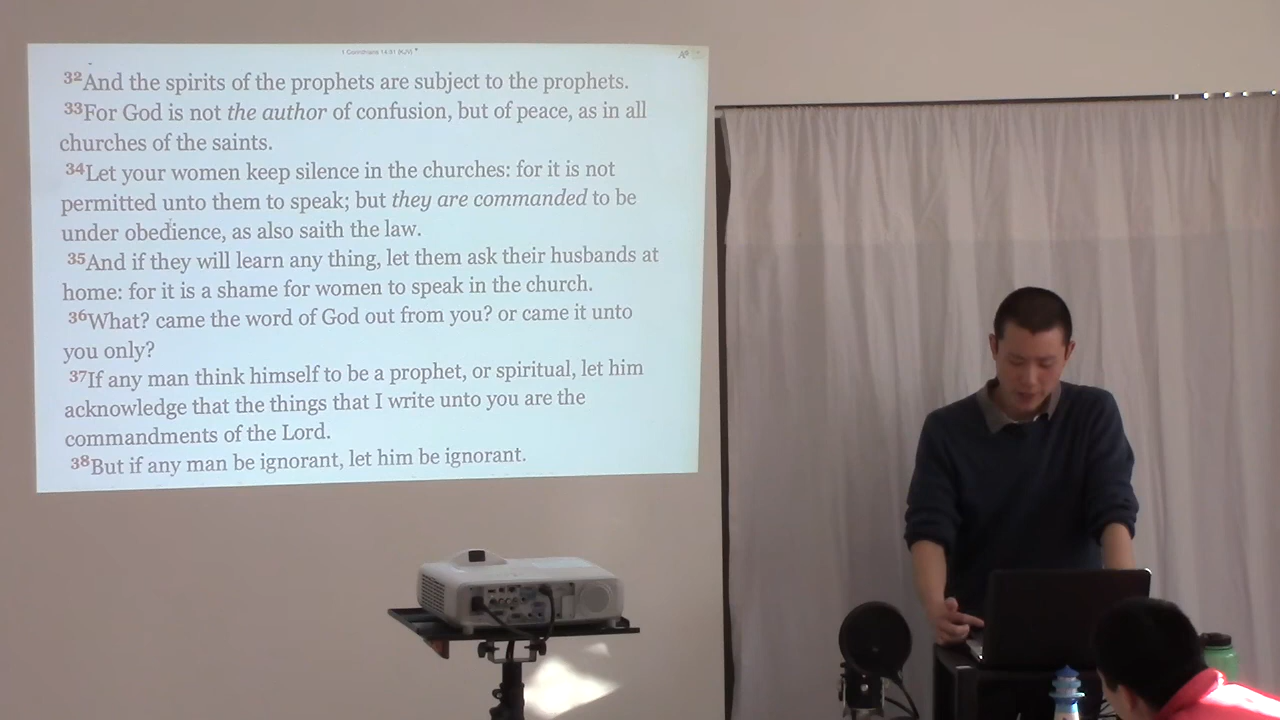 1 Corinthians 14:31 (KJV)
32And the spirits of the prophets are subject to the prophets.
33For God is not the author of confusion, but of peace, as in all
churches of the saints.
34Let your women keep silence in the churches: for it is not
permitted unto them to speak; but they are commanded to be
under obedience, as also saith the law.
35And if they will learn any thing, let them ask their husbands at
home: for it is a shame for women to speak in the church.
36What? came the word of God out from you? or came it unto
you only?
37If any man think himself to be a prophet, or spiritual, let him
acknowledge that the things that I write unto you are the
commandments of the Lord.
38But if any man be ignorant, let him be ignorant.